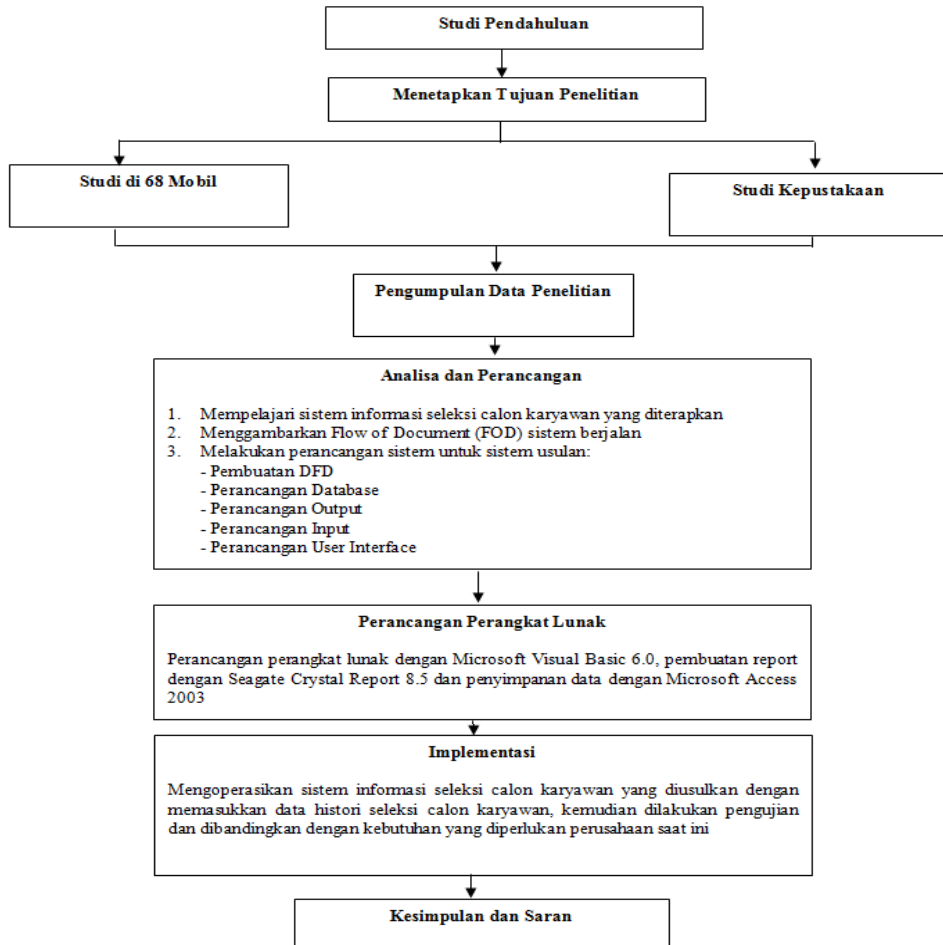 Studi Pendahuluan
Menetapkan Tujuan Penelitian
Studi di 68 Mobil
Studi Kepustakaan
Pengumpulan Data Penelitian
Analisa dan Perancangan
1. Mempelajari sistem informasi seleksi calon karyawan yang diterapkan
2. Menggambarkan Flow of Document (FOD) sistem berjalan
3. Melakukan perancangan sistem untuk sistem usulan:
- Pembuatan DFD
- Perancangan Database
- Perancangan Output
- Perancangan Input
- Perancangan User Interface
Perancangan Perangkat Lunak
Perancangan perangkat lunak dengan Microsoft Visual Basic 6.0, pembuatan report
dengan Seagate Crystal Report 8.5 dan penyimpanan data dengan Microsoft Access
2003
Implementasi
Mengoperasikan sistem informasi seleksi calon karyawan yang diusulkan dengan
memasukkan data histori seleksi calon karyawan, kemudian dilakukan pengujian
dan dibandingkan dengan kebutuhan yang diperlukan perusahaan saat ini
Kesimpulan dan Saran